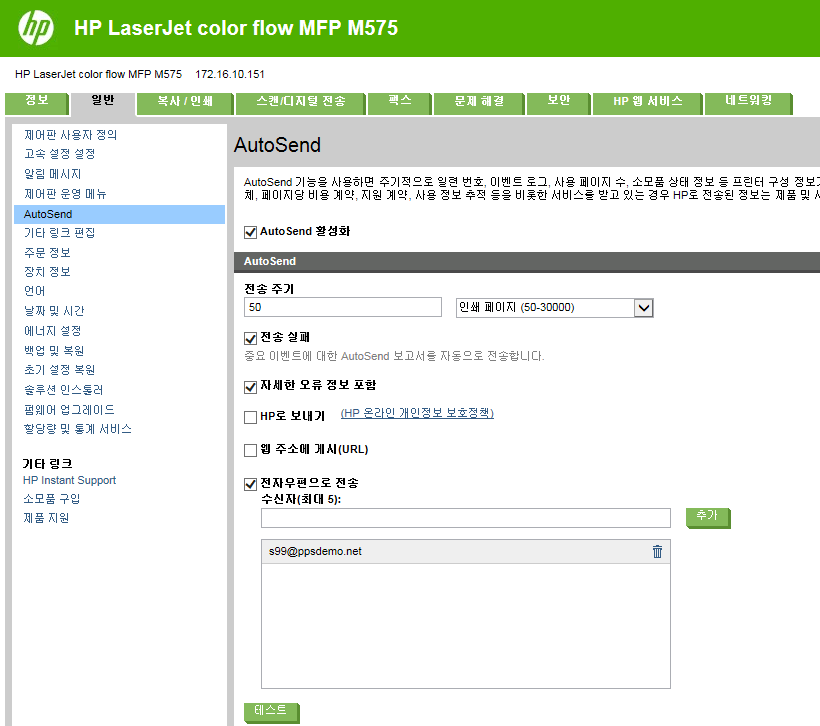 hp
HP LaserJet color flow MFP M575
HP LaserJet color flow MFP M575 172.16.10.151
정보 일반 복사 / 인쇄 스캔/디지털 전송 팩스 문제 해결 보안 HP 웹 서비스 네트워킹
제어판 사용자 정의
고속 설정 설정
알림 메시지
제어판 운영 메뉴
AutoSend
기타 링크 편집
주문 정보
장치 정보
언어
날짜 및 시간
에너지 설정
백업 및 복원
초기 설정 복원
솔루션 인스톨러
펌웨어 업그레이드
할당량 및 통계 서비스
기타 링크
HP Instant Support
소모품 구입
제품 지원
AutoSend
AutoSend 기능을 사용하면 주기적으로 일련 번호, 이벤트 로그, 사용 페이지 수, 소모품 상태 정보 등 프린터 구성 정보
체, 페이지당 비용 계약, 지원 계약, 사용 정보 추적 등을 비롯한 서비스를 받고 있는 경우 HP로 전송된 정보는 제품 및
AutoSend 활성화
AutoSend
전송 주기
50 인쇄 페이지 (50-30000)
전송 실패
중요 이벤트에 대한 AutoSend 보고서를 자동으로 전송합니다.
자세한 오류 정보 포함
HP로 보내기 (HP 온라인 개인정보 보호정책)
웹 주소에 게시(URL)
전자우편으로 전송
수신자(최대 5):
추가
s99@ppsdemo.net
테스트